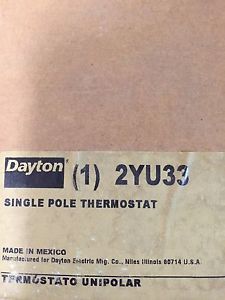 Dayton (1) 2YU33
SINGLE POLE THERMOSTAT
MADE IN MEXICO
Manufactured for Dayton Electric Mfg. Co., Niles Illinois 60714 U.S.A.
TERMOSTATO UNIPOLAR